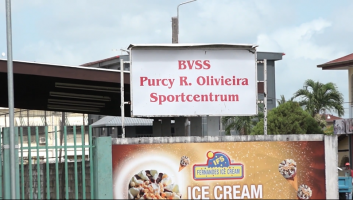 BVSS
Purcy R. Olivieira
Sportcentrum
FERNANDES ICE CREAM
ICE CREAM